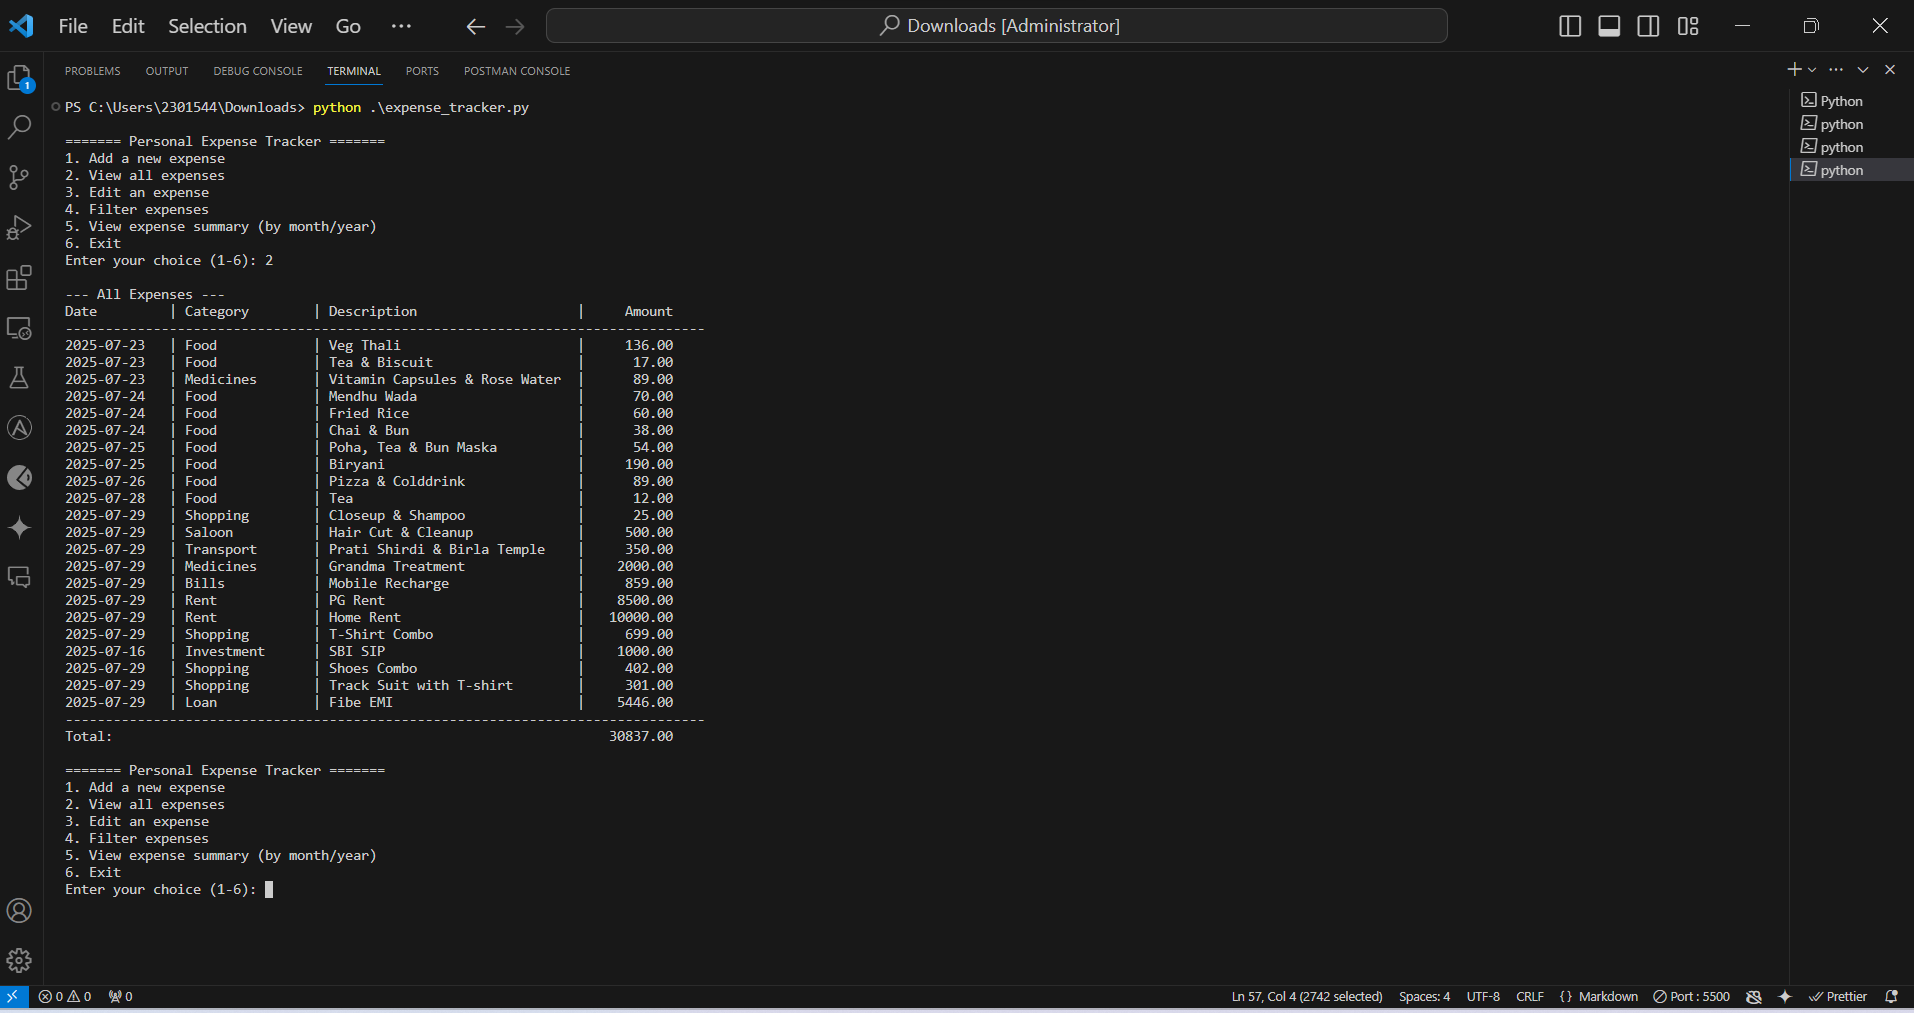 File Edit Selection View Go ··· Downloads [Administrator]
PROBLEMS OUTPUT DEBUG CONSOLE TERMINAL PORTS POSTMAN CONSOLE
1
PS C:\Users\2301544\Downloads> python .\expense_tracker.py
Python
python
python
python
======= Personal Expense Tracker =======
1. Add a new expense
2. View all expenses
3. Edit an expense
4. Filter expenses
5. View expense summary (by month/year)
6. Exit
Enter your choice (1-6): 2
--- All Expenses ---
Date | Category | Description | Amount
--------------------------------------------------------------------------------
2025-07-23 | Food | Veg Thali | 136.00
2025-07-23 | Food | Tea & Biscuit | 17.00
2025-07-23 | Medicines | Vitamin Capsules & Rose Water | 89.00
2025-07-24 | Food | Mendhu Wada | 70.00
2025-07-24 | Food | Fried Rice | 60.00
2025-07-24 | Food | Chai & Bun | 38.00
2025-07-25 | Food | Poha, Tea & Bun Maska | 54.00
2025-07-25 | Food | Biryani | 190.00
2025-07-26 | Food | Pizza & Colddrink | 89.00
2025-07-28 | Food | Tea | 12.00
2025-07-29 | Shopping | Closeup & Shampoo | 25.00
2025-07-29 | Saloon | Hair Cut & Cleanup | 500.00
2025-07-29 | Transport | Prati Shirdi & Birla Temple | 350.00
2025-07-29 | Medicines | Grandma Treatment | 2000.00
2025-07-29 | Bills | Mobile Recharge | 859.00
2025-07-29 | Rent | PG Rent | 8500.00
2025-07-29 | Rent | Home Rent | 10000.00
2025-07-29 | Shopping | T-Shirt Combo | 699.00
2025-07-16 | Investment | SBI SIP | 1000.00
2025-07-29 | Shopping | Shoes Combo | 402.00
2025-07-29 | Shopping | Track Suit with T-shirt | 301.00
2025-07-29 | Loan | Fibe EMI | 5446.00
--------------------------------------------------------------------------------
Total: 30837.00
======= Personal Expense Tracker =======
1. Add a new expense
2. View all expenses
3. Edit an expense
4. Filter expenses
5. View expense summary (by month/year)
6. Exit
Enter your choice (1-6):
0 0 0 Ln 57, Col 4 (2742 selected) Spaces: 4 UTF-8 CRLF {} Markdown Port : 5500 Prettier